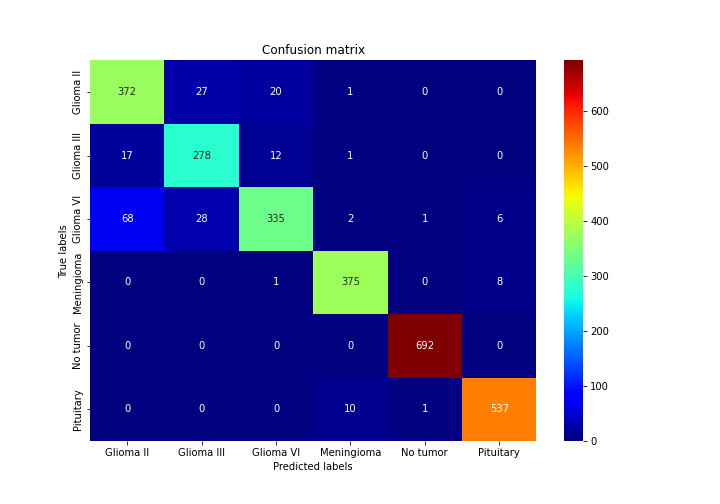 Confusion matrix
Glioma II 372 27 20 1 0 0
Glioma III 17 278 12 1 0 0
Glioma VI 68 28 335 2 1 6
Meningioma 0 0 1 375 0 8
No tumor 0 0 0 0 692 0
Pituitary 0 0 0 10 1 537
True labels
Glioma II Glioma III Glioma VI Meningioma No tumor Pituitary
Predicted labels
600
500
400
300
200
100
0